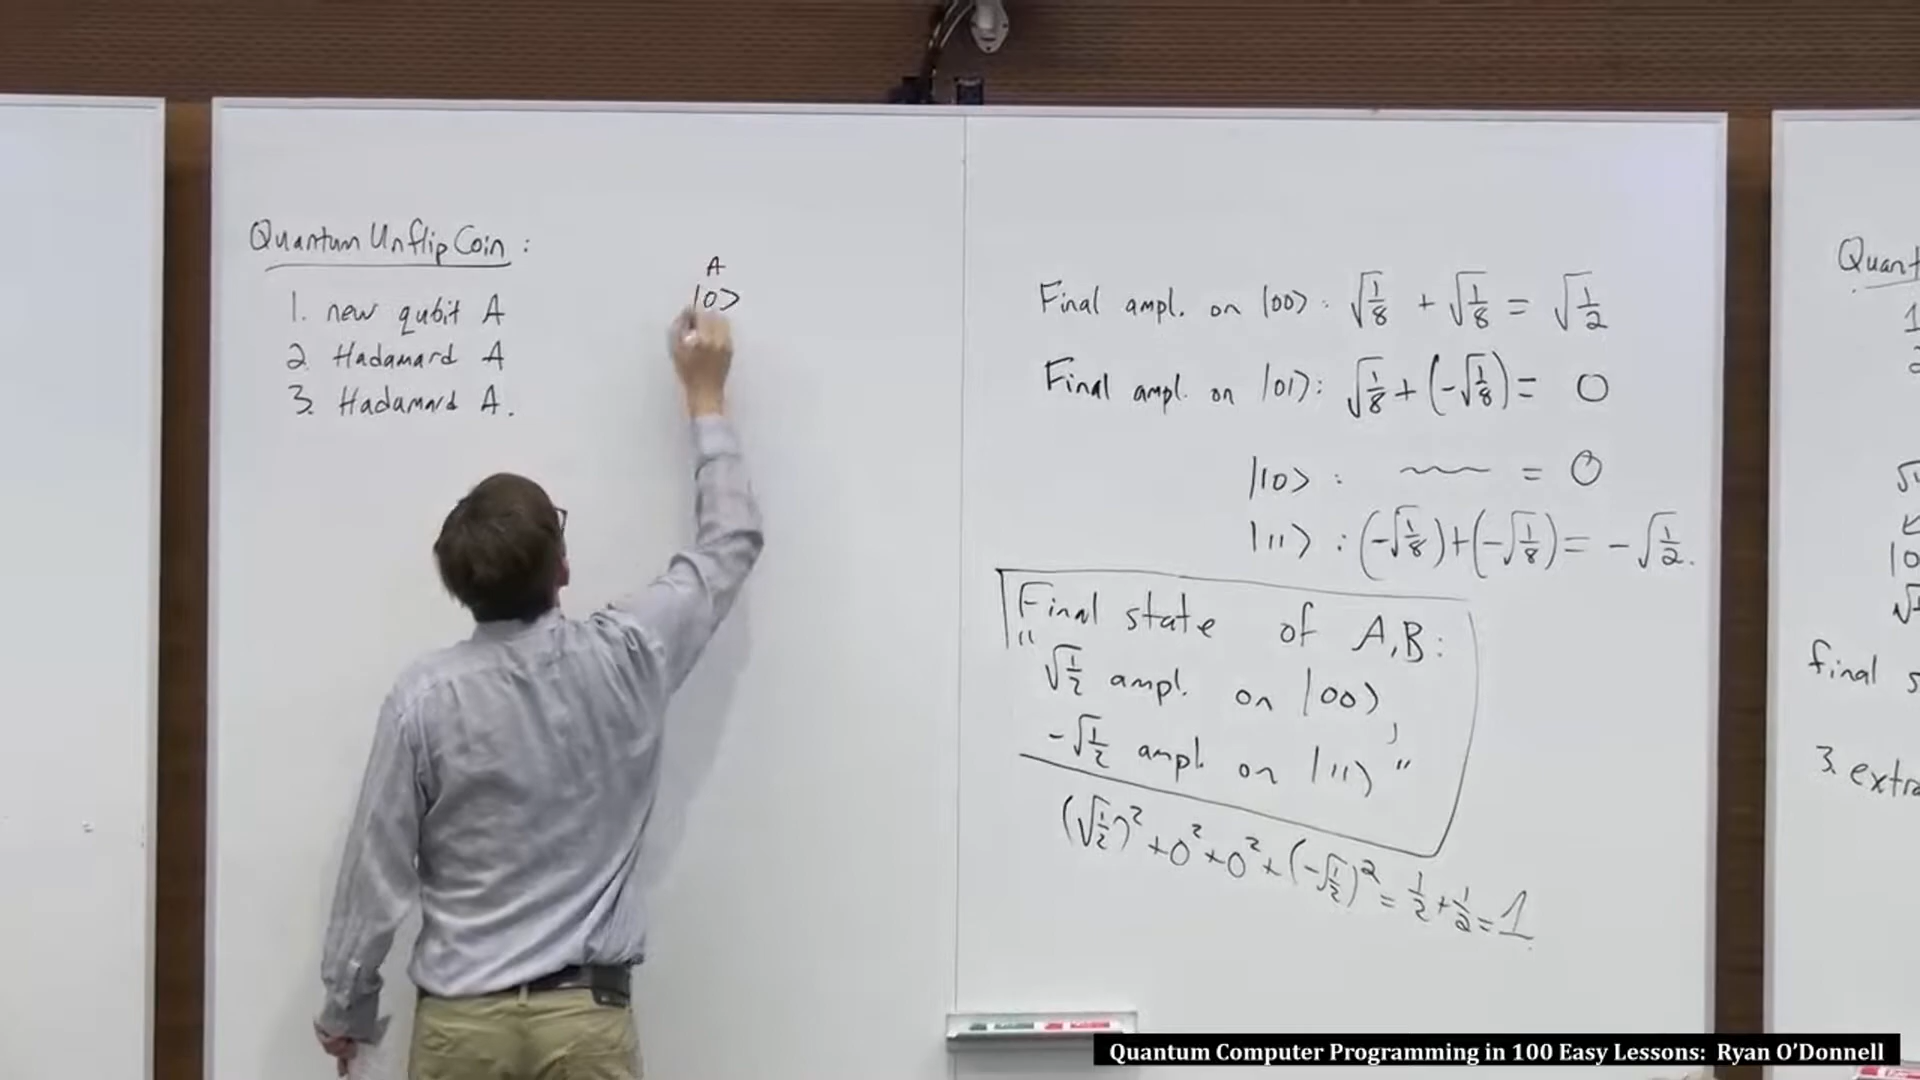 Quantum Unflip Coin :
1. new qubit A
2. Hadamard A
3. Hadamard A.
A
|0>
Final ampl. on |00⟩ : √1/8 + √1/8 = √1/2
Final ampl. on |01⟩: √1/8 + (-√1/8) = 0
|10⟩ : = 0
|11⟩ : (-√1/8)+(-√1/8) = -√1/2.
Final state of A,B:
"√1/2 ampl. on |00⟩,
-√1/2 ampl. on |11⟩"
(√1/2)² + 0² + 0² + (-√1/2)² = 1/2 + 1/2 = 1
Quant
1
2
|0
final s
3. extra
Quantum Computer Programming in 100 Easy Lessons: Ryan O'Donnell